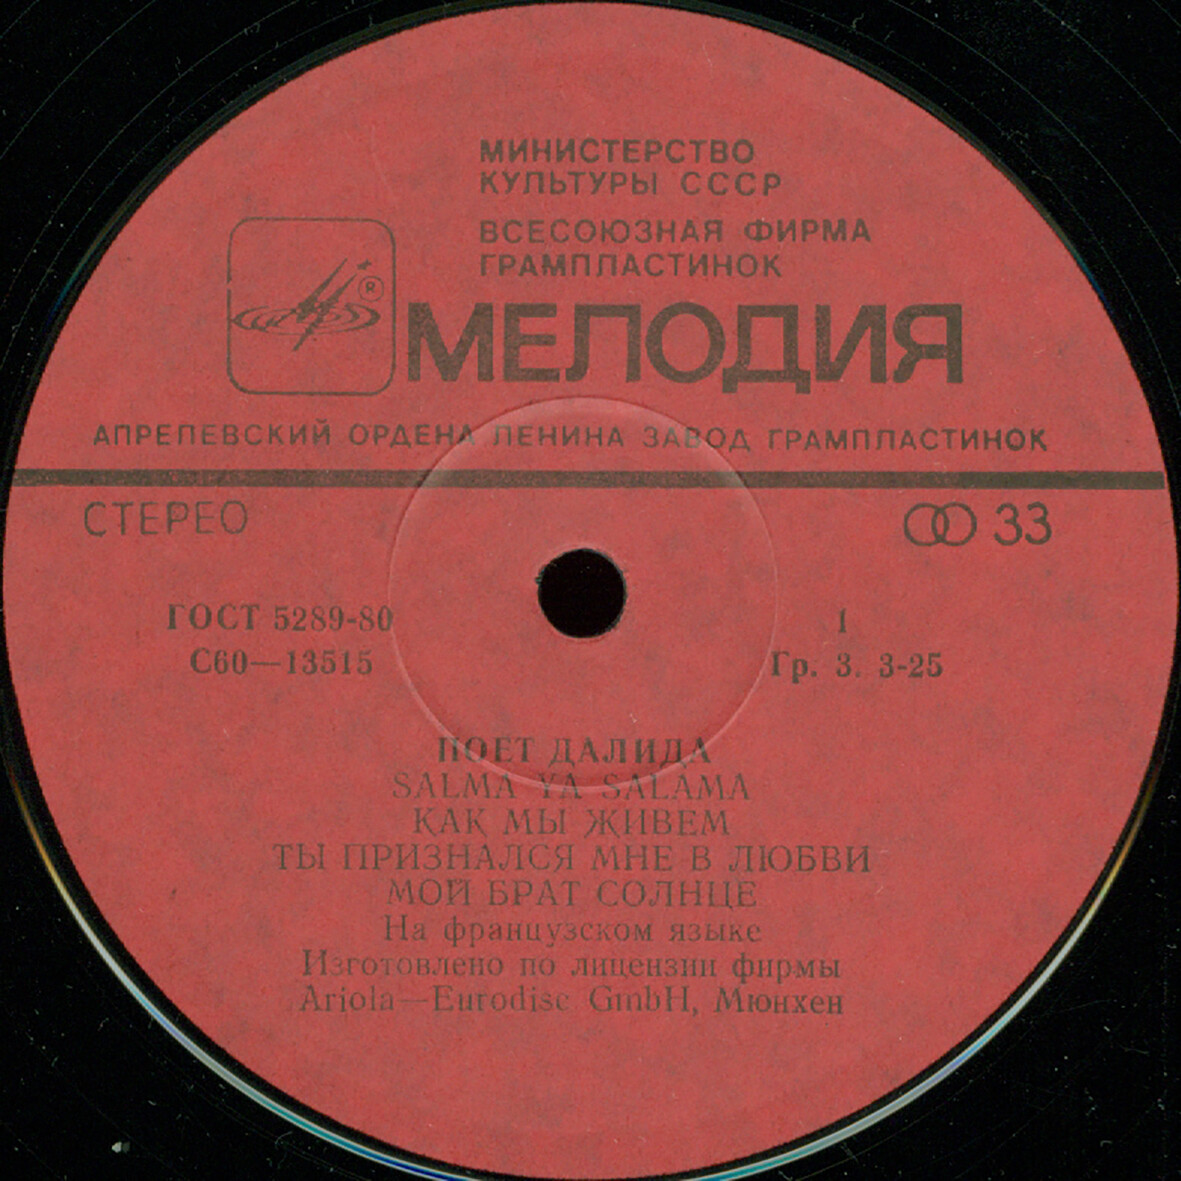 МИНИСТЕРСТВО
КУЛЬТУРЫ СССР
ВСЕСОЮЗНАЯ ФИРМА
ГРАМПЛАСТИНОК
®
МЕЛОДИЯ
АПРЕЛЕВСКИЙ ОРДЕНА ЛЕНИНА ЗАВОД ГРАМПЛАСТИНОК
СТЕРЕО 33
ГОСТ 5289-80 1
С60—13515 Гр. 3. 3-25
ПОЕТ ДАЛИДА
SALMA YA SALAMA
КАК МЫ ЖИВЕМ
ТЫ ПРИЗНАЛСЯ МНЕ В ЛЮБВИ
МОЙ БРАТ СОЛНЦЕ
На французском языке
Изготовлено по лицензии фирмы
Ariola—Eurodisc GmbH, Мюнхен